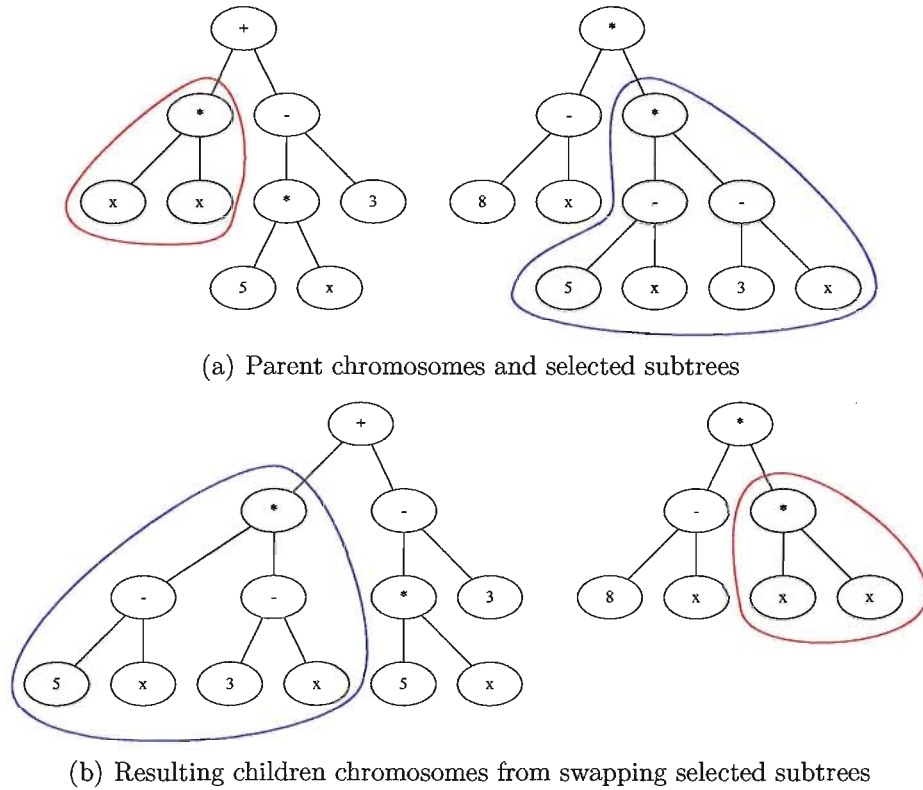 + *
* - - *
x x * 3 8 x - -
5 x 5 x 3 x
(a) Parent chromosomes and selected subtrees
+ *
* - - *
- - * 3 8 x x x
5 x 3 x 5 x
(b) Resulting children chromosomes from swapping selected subtrees